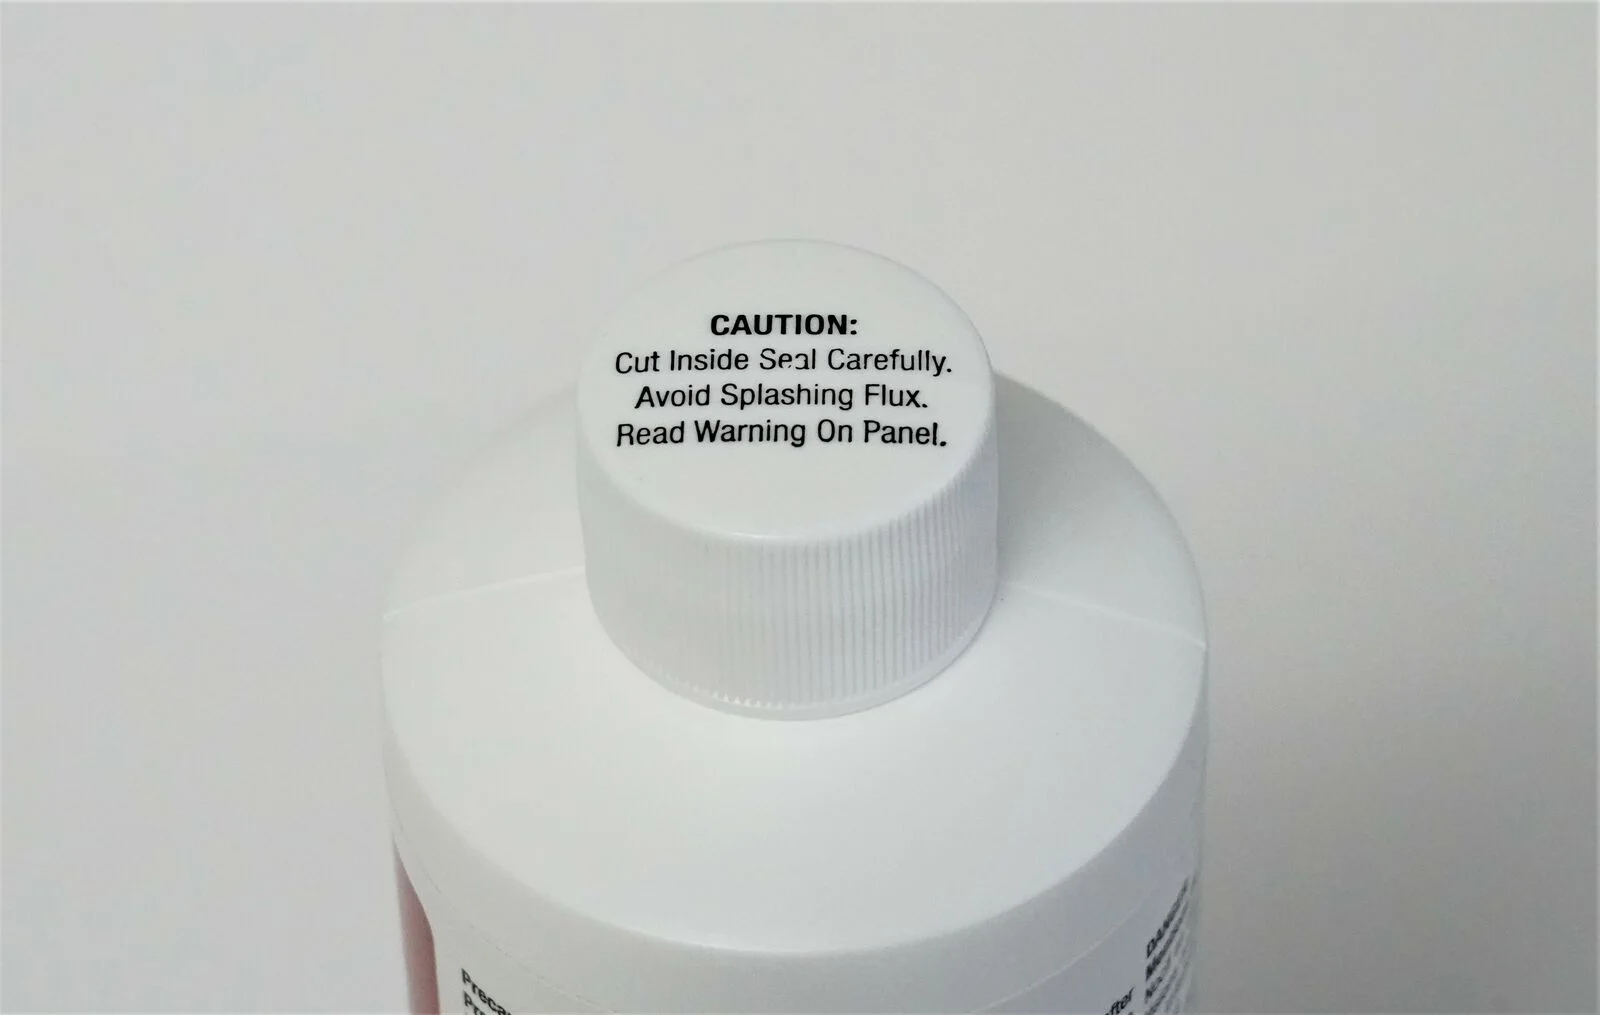 CAUTION:
Cut Inside Seal Carefully.
Avoid Splashing Flux.
Read Warning On Panel.